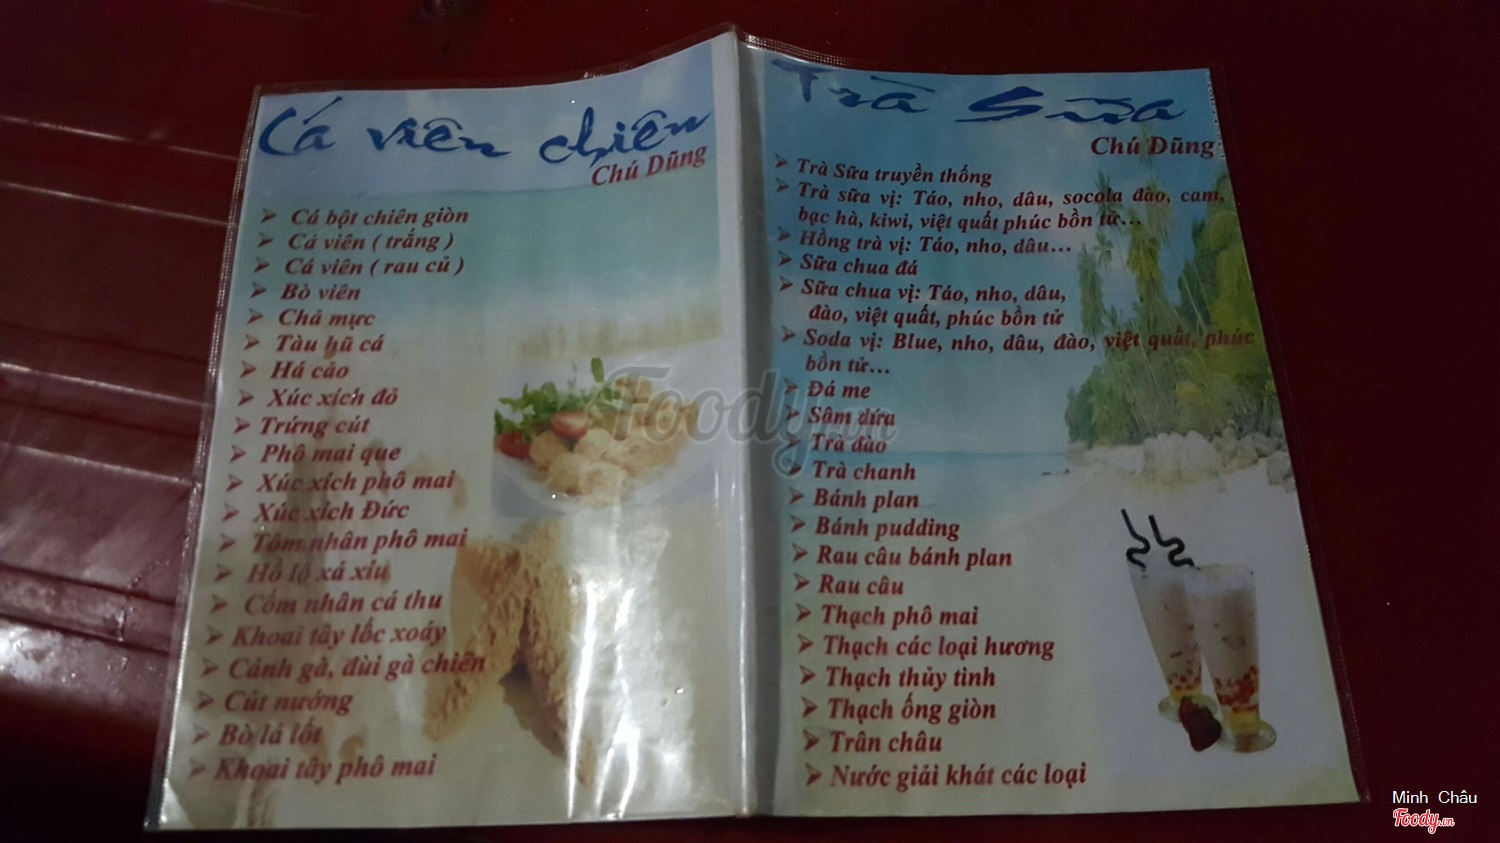 Cá viên chiên
Chú Dũng
Cá bột chiên giòn
Cá viên ( trắng )
Cá viên ( rau củ )
Bò viên
Chả mực
Tàu hũ cá
Há cảo
Xúc xích đỏ
Trứng cút
Phô mai que
Xúc xích phô mai
Xúc xích Đức
Tôm nhân phô mai
Hồ lô xá xíu
Cốm nhân cá thu
Khoai tây lốc xoáy
Cánh gà, đùi gà chiên
Cút nướng
Bò lá lốt
Khoai tây phô mai
Trà Sữa
Chú Dũng
Trà Sữa truyền thống
Trà sữa vị: Táo, nho, dâu, socola đào, cam,
bạc hà, kiwi, việt quất phúc bồn tử...
Hồng trà vị: Táo, nho, dâu...
Sữa chua đá
Sữa chua vị: Táo, nho, dâu,
đào, việt quất, phúc bồn tử
Soda vị: Blue, nho, dâu, đào, việt quất, phúc
bồn tử...
Đá me
Sâm dứa
Trà đào
Trà chanh
Bánh plan
Bánh pudding
Rau câu bánh plan
Rau câu
Thạch phô mai
Thạch các loại hương
Thạch thủy tinh
Thạch ống giòn
Trân châu
Nước giải khát các loại
Foody.vn
Minh Châu
Foody.vn